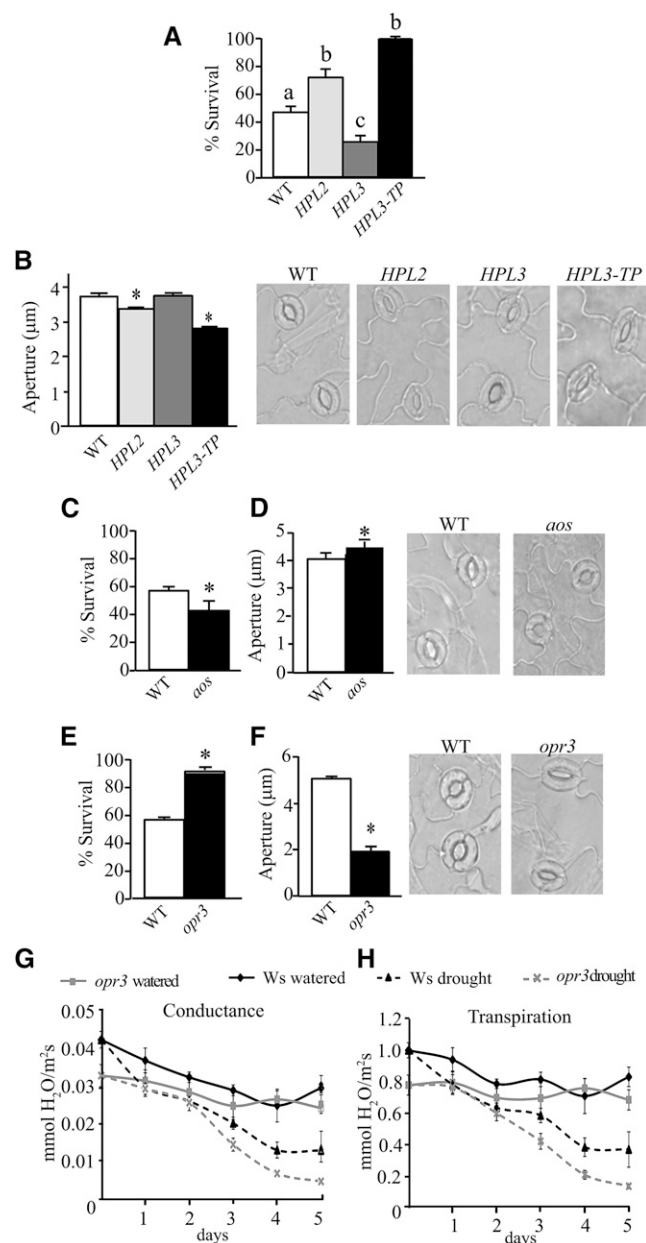 A
% Survival
100
80
60
40
20
0
a
b
c
b
WT
HPL2
HPL3
HPL3-TP
B
Aperture (µm)
4
3
2
1
0
*
*
WT
HPL2
HPL3
HPL3-TP
WT
HPL2
HPL3
HPL3-TP
C
% Survival
100
80
60
40
20
0
*
WT
aos
D
Aperture (µm)
5
4
3
2
1
0
*
WT
aos
WT
aos
E
% Survival
100
80
60
40
20
0
*
WT
opr3
F
Aperture (µm)
6
4
2
0
*
WT
opr3
WT
opr3
G
H
opr3 watered
Ws watered
Ws drought
opr3 drought
Conductance
mmol H₂O/m²s
0.05
0.04
0.03
0.02
0.01
0
1 2 3 4 5
days
Transpiration
mmol H₂O/m²s
1.2
1.0
0.8
0.6
0.4
0.2
0
1 2 3 4 5
days